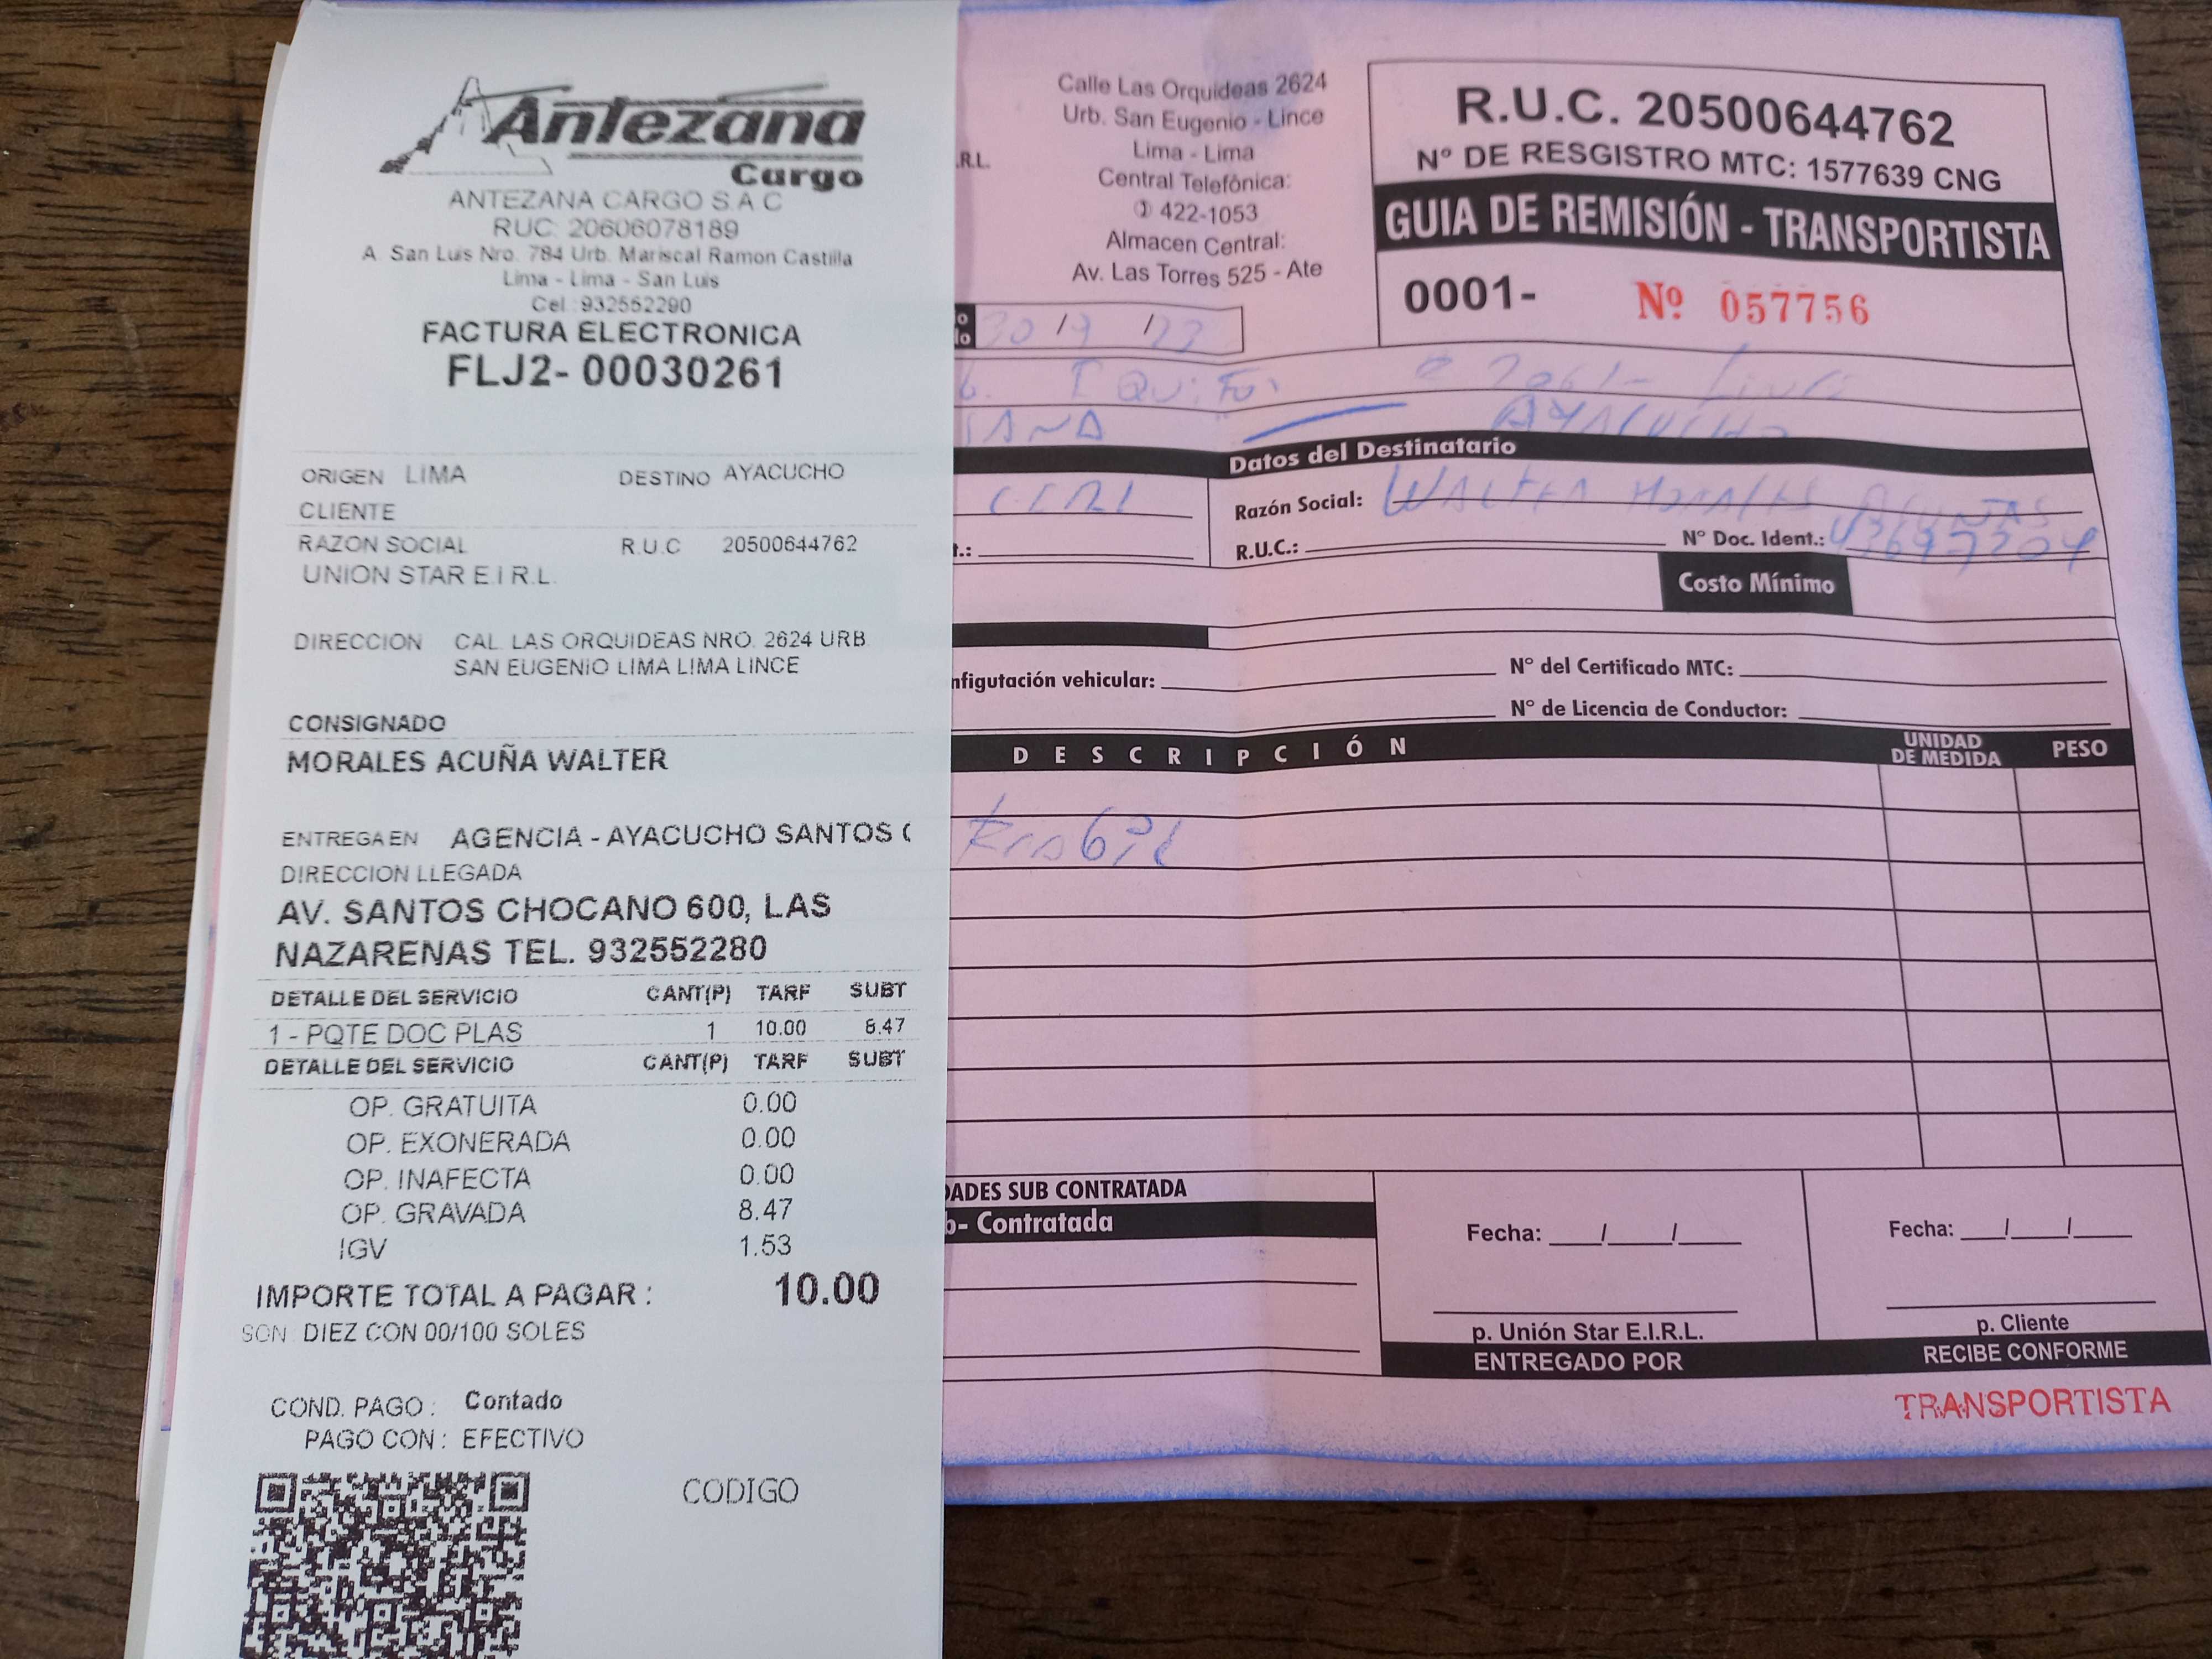 Antezana
Cargo
ANTEZANA CARGO S.A.C
RUC: 20606078189
A. San Luis Nro. 784 Urb. Mariscal Ramon Castilla
Lima - Lima - San Luis
Cel.:932552290
FACTURA ELECTRONICA
FLJ2- 00030261
ORIGEN LIMA DESTINO AYACUCHO
CLIENTE
RAZON SOCIAL R.U.C 20500644762
UNION STAR E.I.R.L.
DIRECCION CAL. LAS ORQUIDEAS NRO. 2624 URB.
SAN EUGENIO LIMA LIMA LINCE
CONSIGNADO
MORALES ACUÑA WALTER
ENTREGA EN AGENCIA - AYACUCHO SANTOS C
DIRECCION LLEGADA
AV. SANTOS CHOCANO 600, LAS
NAZARENAS TEL. 932552280
DETALLE DEL SERVICIO CANT(P) TARF SUBT
1 - PQTE DOC PLAS 1 10.00 8.47
DETALLE DEL SERVICIO CANT(P) TARF SUBT
OP. GRATUITA 0.00
OP. EXONERADA 0.00
OP. INAFECTA 0.00
OP. GRAVADA 8.47
IGV 1.53
IMPORTE TOTAL A PAGAR : 10.00
SON: DIEZ CON 00/100 SOLES
COND. PAGO : Contado
PAGO CON : EFECTIVO
CODIGO
.R.L.
Calle Las Orquideas 2624
Urb. San Eugenio - Lince
Lima - Lima
Central Telefônica:
422-1053
Almacen Central:
Av. Las Torres 525 - Ate
R.U.C. 20500644762
Nº DE RESGISTRO MTC: 1577639 CNG
GUIA DE REMISIÓN - TRANSPORTISTA
0001- Nº 057756
AYACUCHO
Datos del Destinatario
Razón Social: WALTER MORALES
R.U.C.: N° Doc. Ident.:
Costo Mínimo
nfigutación vehicular: N° del Certificado MTC:
N° de Licencia de Conductor:
DESCRIPCIÓN UNIDAD DE MEDIDA PESO
DADES SUB CONTRATADA
b- Contratada
Fecha: / / Fecha: / /
p. Unión Star E.I.R.L. p. Cliente
ENTREGADO POR RECIBE CONFORME
TRANSPORTISTA